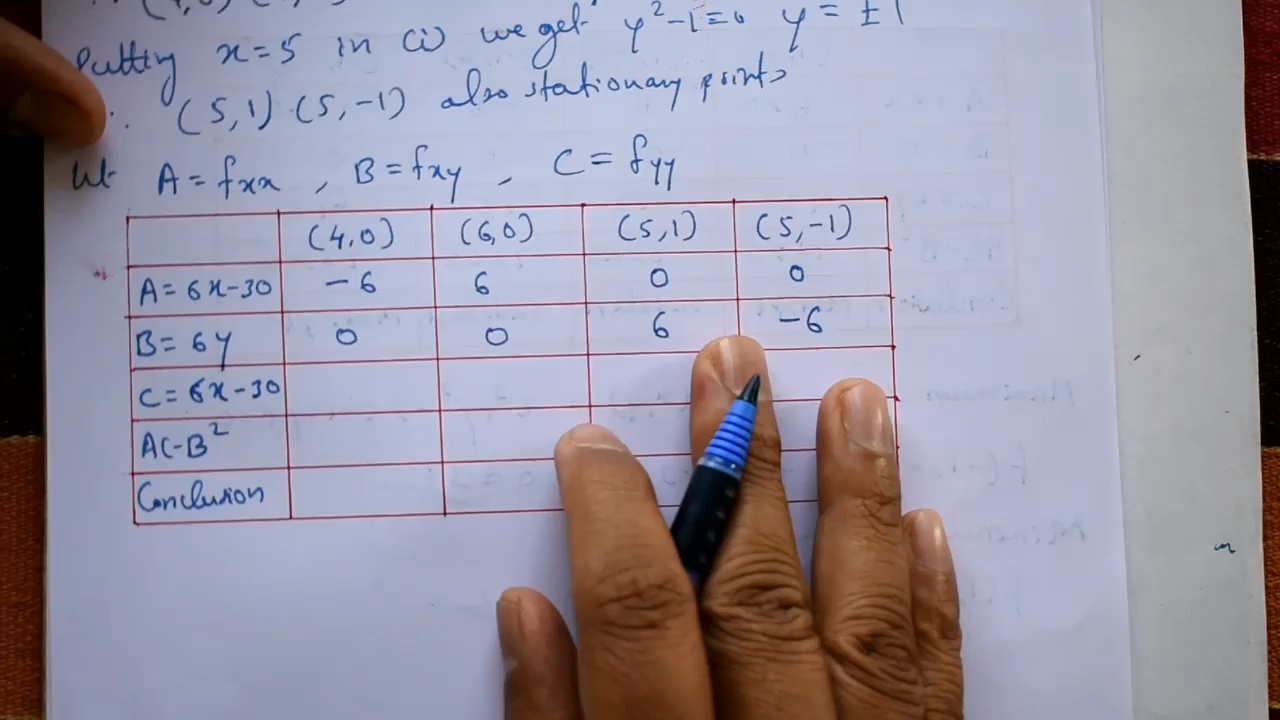 Putting x=5 in (i) we get y²-1=0 y = ±1
∴ (5,1) (5,-1) also stationary points
Let A = fxx , B = fxy , C = fyy
(4,0) (6,0) (5,1) (5,-1)
A = 6x-30 -6 6 0 0
B = 6y 0 0 6 -6
C = 6x-30
AC-B²
Conclusion